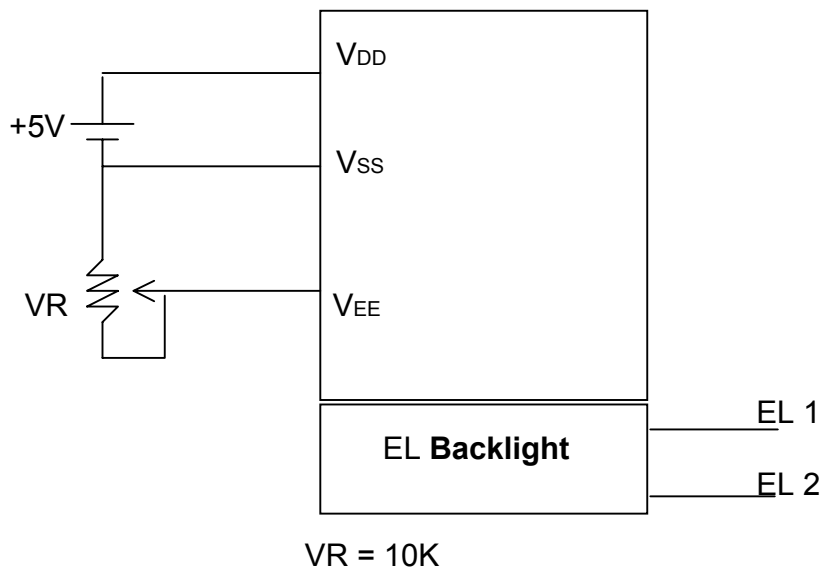 VDD
+5V
VSS
VR
VEE
EL 1
EL Backlight
EL 2
VR = 10K